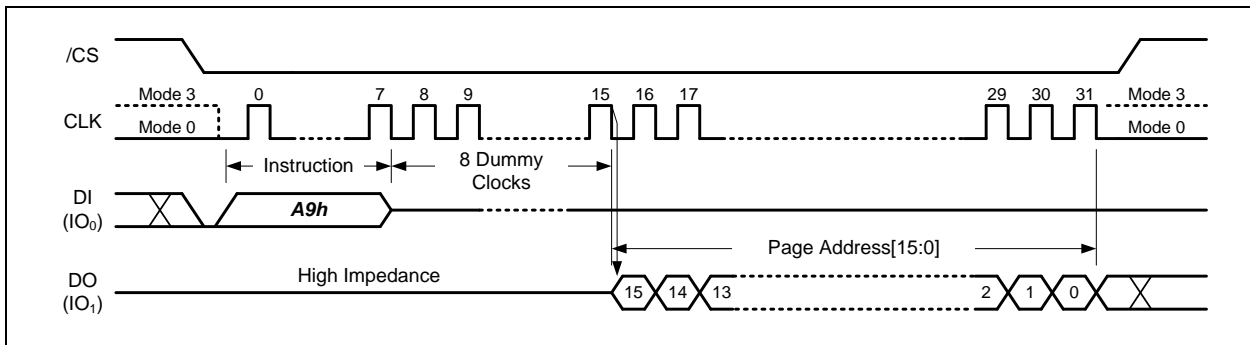 /CS
Mode 3 0 7 8 9 15 16 17 29 30 31 Mode 3
CLK
Mode 0 Mode 0
Instruction 8 Dummy
Clocks
DI
(IO0)
A9h
Page Address[15:0]
High Impedance
DO
(IO1)
15 14 13 2 1 0